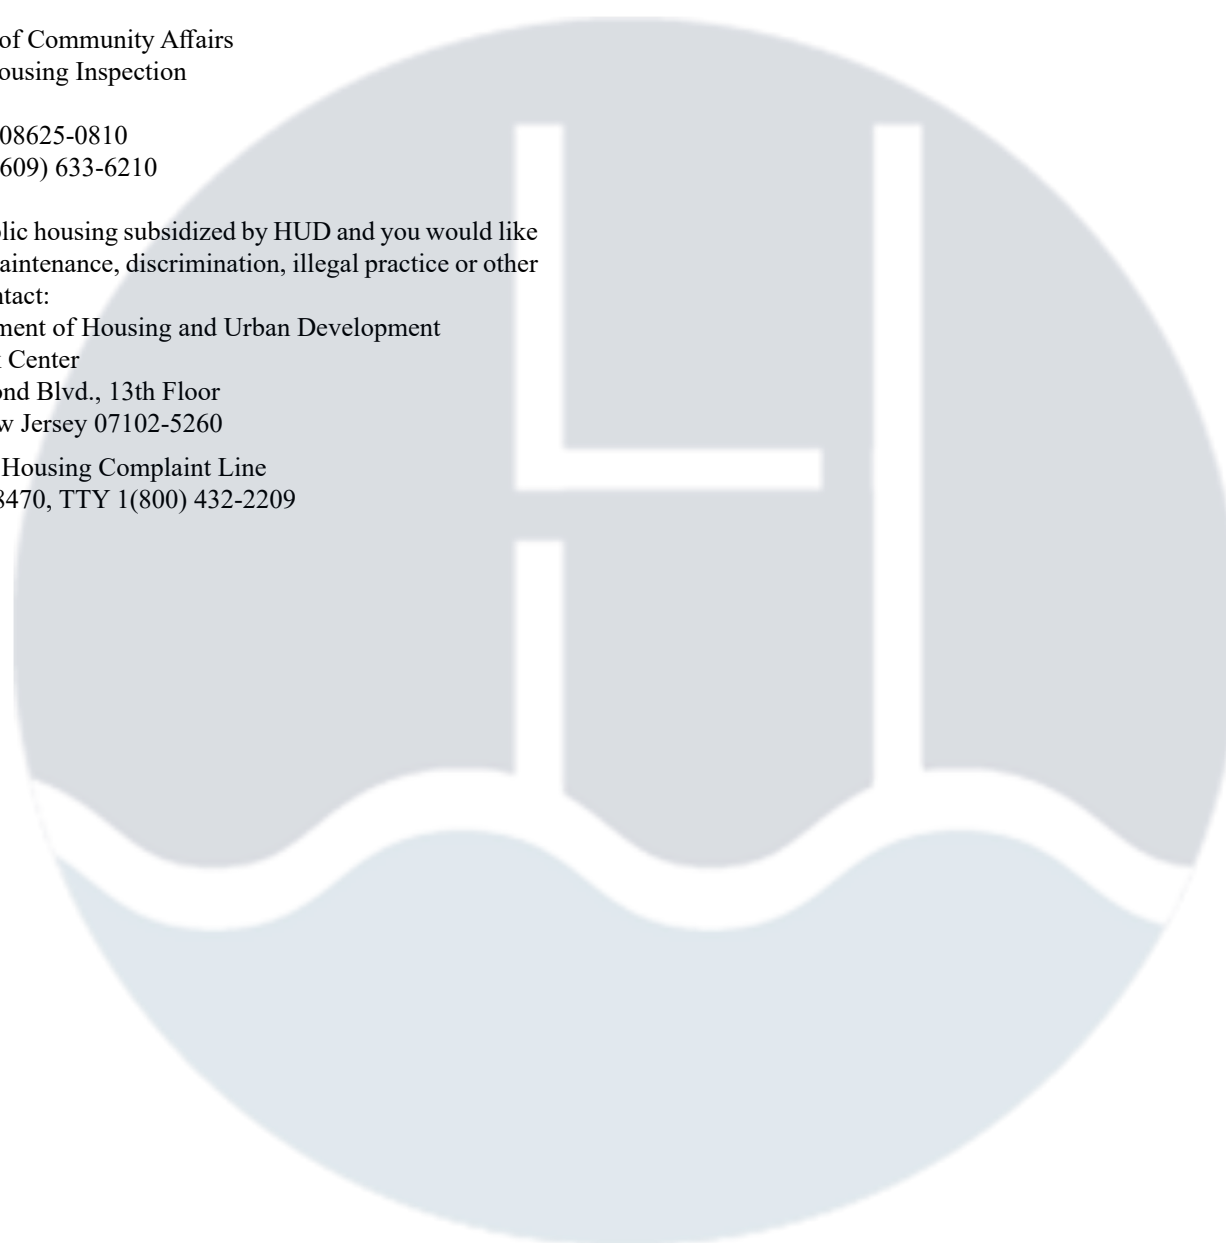 of Community Affairs
ousing Inspection
08625-0810
609) 633-6210
lic housing subsidized by HUD and you would like
aintenance, discrimination, illegal practice or other
ntact:
ment of Housing and Urban Development
Center
ond Blvd., 13th Floor
w Jersey 07102-5260
Housing Complaint Line
8470, TTY 1(800) 432-2209